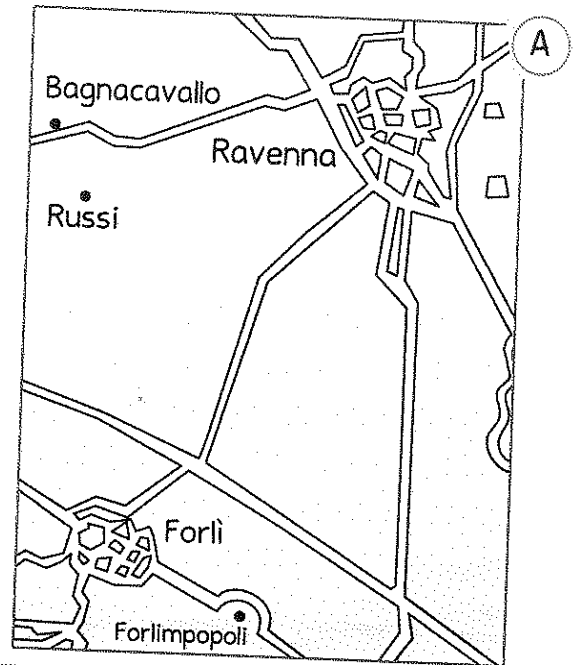 A
Bagnacavallo
Ravenna
Russi
Forlì
Forlimpopoli